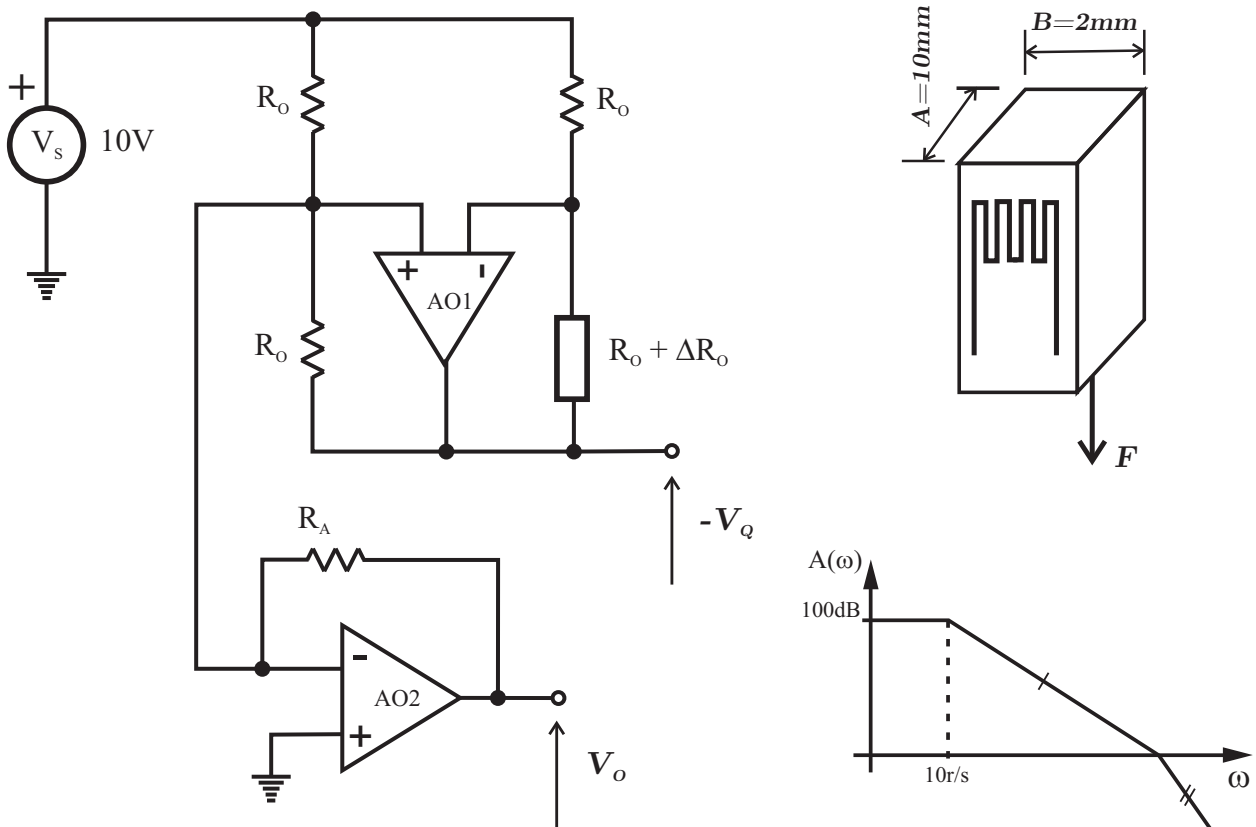 +
V_S
10V
R_O
R_O
+
-
AO1
R_O
R_O + ΔR_O
-V_Q
R_A
-
AO2
+
V_O
B=2mm
A=10mm
F
A(ω)
100dB
10r/s
ω